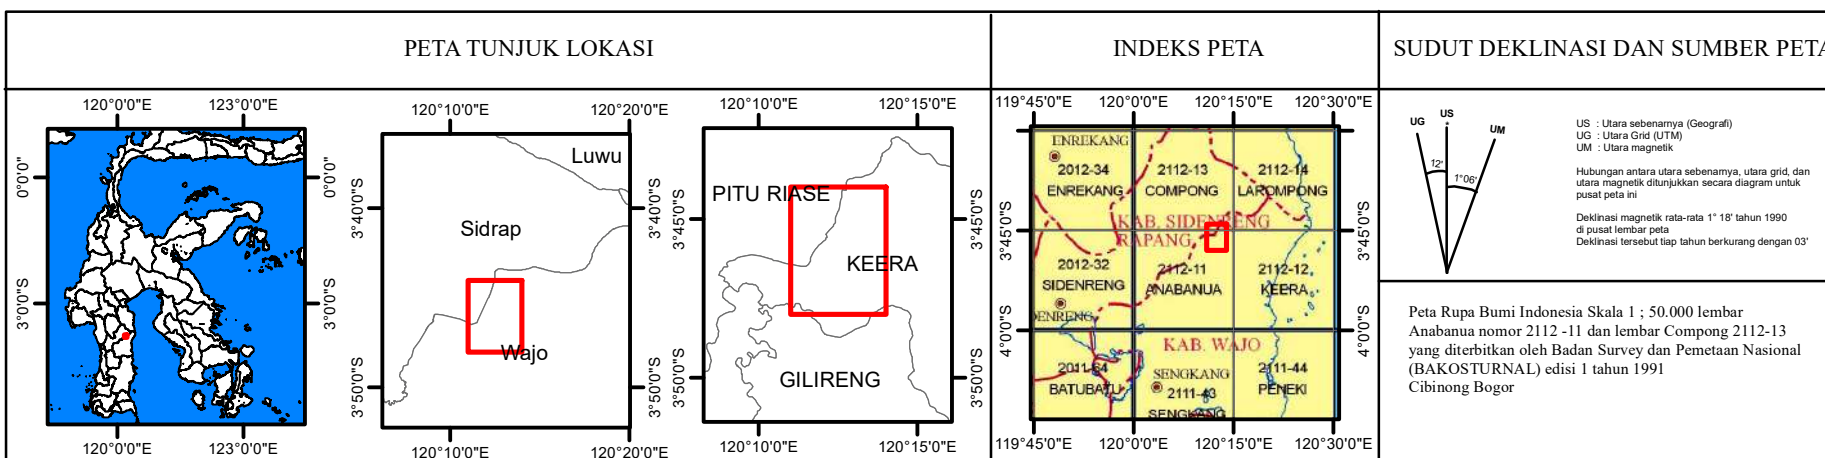 PETA TUNJUK LOKASI
INDEKS PETA
SUDUT DEKLINASI DAN SUMBER PETA
120°0'0"E 123°0'0"E
0°0'0"
3°0'0"S
0°0'0"
3°0'0"S
120°0'0"E 123°0'0"E
120°10'0"E 120°20'0"E
3°40'0"S
3°50'0"S
Luwu
Sidrap
Wajo
3°40'0"S
3°50'0"S
120°10'0"E 120°20'0"E
120°10'0"E 120°15'0"E
3°45'0"S
3°50'0"S
PITU RIASE
KEERA
GILIRENG
3°45'0"S
3°50'0"S
120°10'0"E 120°15'0"E
119°45'0"E 120°0'0"E 120°15'0"E 120°30'0"E
3°45'0"S
4°0'0"S
ENREKANG
2012-34 2112-13 2112-14
ENREKANG COMPONG LAROMPONG
KAB. SIDENRENG
RAPANG
2012-32 2112-11 2112-12
SIDENRENG ANABANUA KEERA
DENRENG
KAB. WAJO
2011-64 SENGKANG 2111-44
BATUBATU 2111-43 PENEKI
SENGKANG
3°45'0"S
4°0'0"S
119°45'0"E 120°0'0"E 120°15'0"E 120°30'0"E
UG US UM
12' 1°06'
US : Utara sebenarnya (Geografi)
UG : Utara Grid (UTM)
UM : Utara magnetik
Hubungan antara utara sebenarnya, utara grid, dan
utara magnetik ditunjukkan secara diagram untuk
pusat peta ini
Deklinasi magnetik rata-rata 1° 18' tahun 1990
di pusat lembar peta
Deklinasi tersebut tiap tahun berkurang dengan 03'
Peta Rupa Bumi Indonesia Skala 1 ; 50.000 lembar
Anabanua nomor 2112 -11 dan lembar Compong 2112-13
yang diterbitkan oleh Badan Survey dan Pemetaan Nasional
(BAKOSTURNAL) edisi 1 tahun 1991
Cibinong Bogor